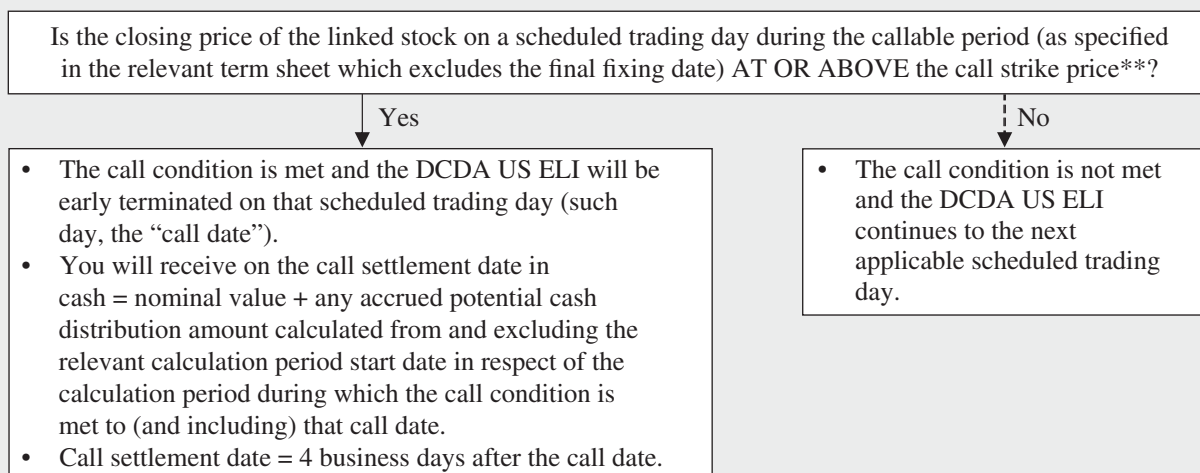 Is the closing price of the linked stock on a scheduled trading day during the callable period (as specified
in the relevant term sheet which excludes the final fixing date) AT OR ABOVE the call strike price**?
Yes
No
• The call condition is met and the DCDA US ELI will be
early terminated on that scheduled trading day (such
day, the “call date”).
• You will receive on the call settlement date in
cash = nominal value + any accrued potential cash
distribution amount calculated from and excluding the
relevant calculation period start date in respect of the
calculation period during which the call condition is
met to (and including) that call date.
• Call settlement date = 4 business days after the call date.
• The call condition is not met
and the DCDA US ELI
continues to the next
applicable scheduled trading
day.